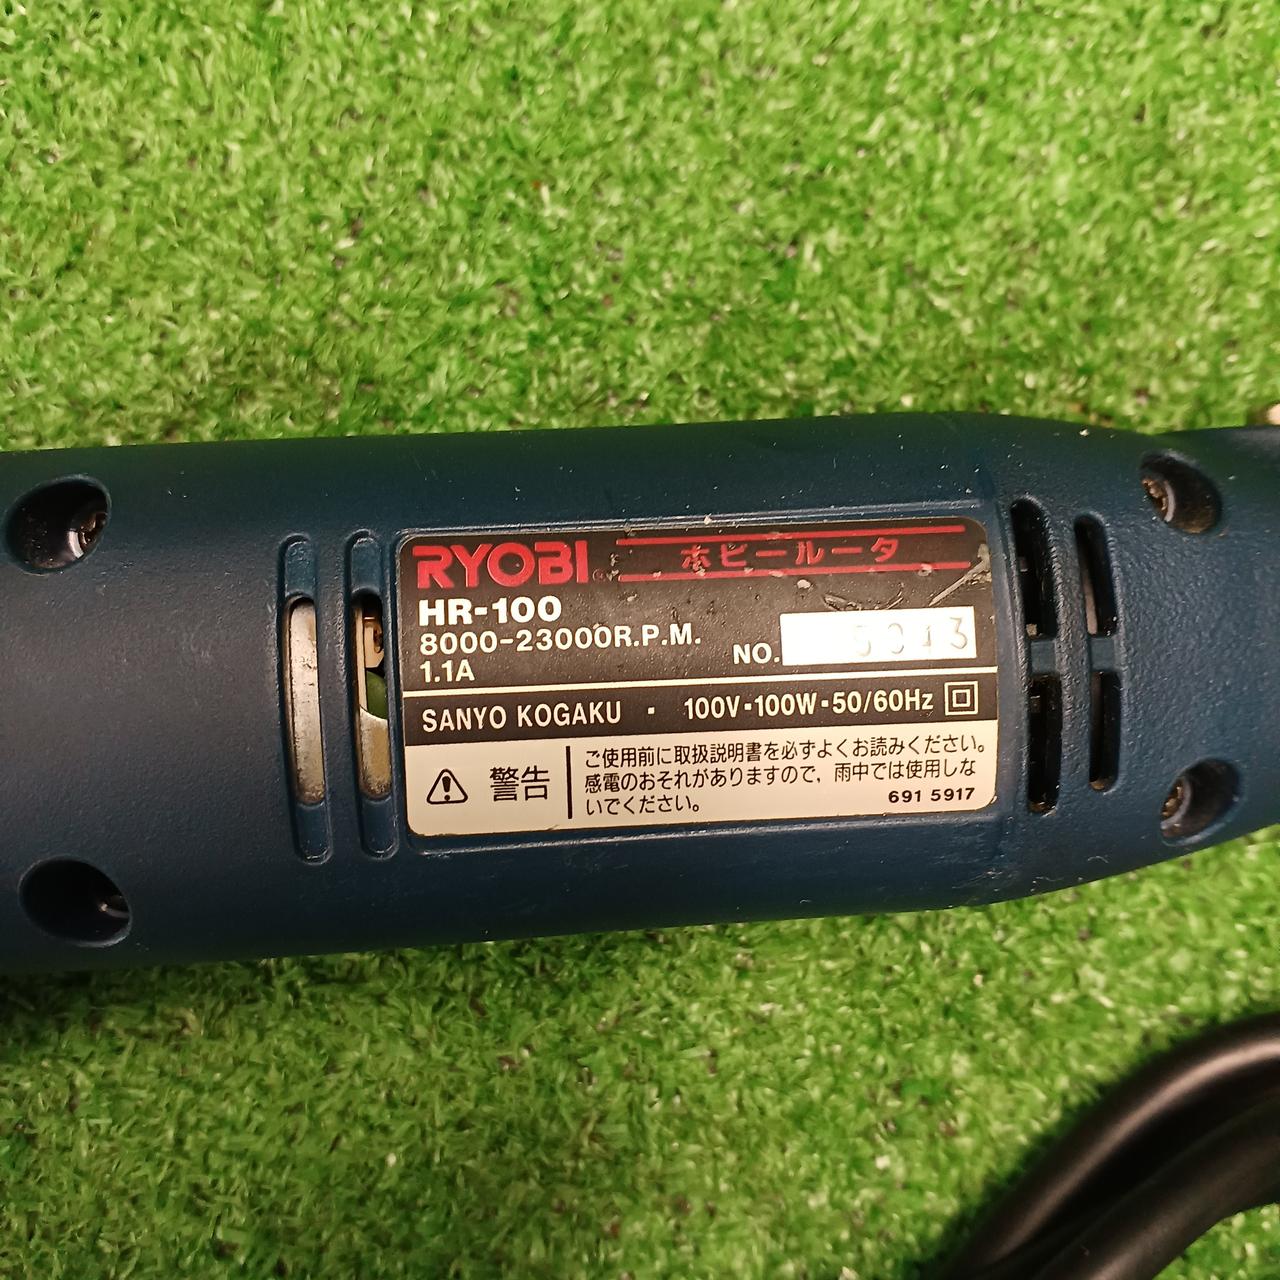 RYOBI® ホビールータ
HR-100
8000-23000R.P.M.
1.1A
NO. 5043
SANYO KOGAKU · 100V·100W·50/60Hz
警告
ご使用前に取扱説明書を必ずよくお読みください。
感電のおそれがありますので，雨中では使用しな
いでください。
691 5917